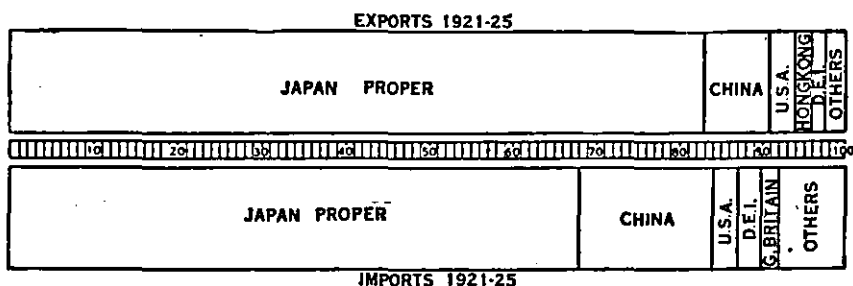 EXPORTS 1921-25
JAPAN PROPER
CHINA
U.S.A.
HONGKONG
D.E.I.
OTHERS
10 20 30 40 50 60 70 80 90 100
JAPAN PROPER
CHINA
U.S.A.
D.E.I.
G. BRITAIN
OTHERS
IMPORTS 1921-25